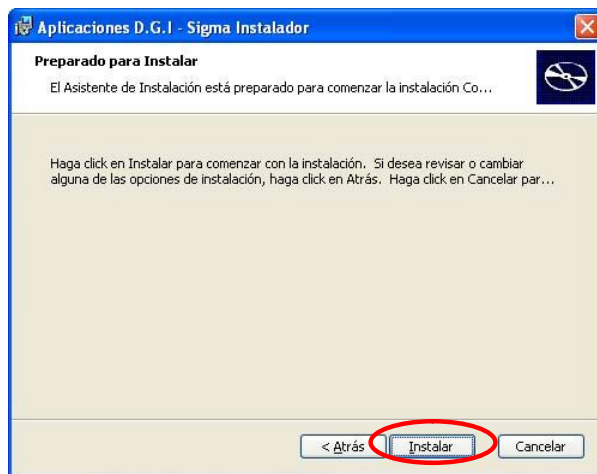 Aplicaciones D.G.I - Sigma Instalador
Preparado para Instalar
El Asistente de Instalación está preparado para comenzar la instalación Co...
Haga click en Instalar para comenzar con la instalación. Si desea revisar o cambiar
alguna de las opciones de instalación, haga click en Atrás. Haga click en Cancelar par...
< Atrás Instalar Cancelar